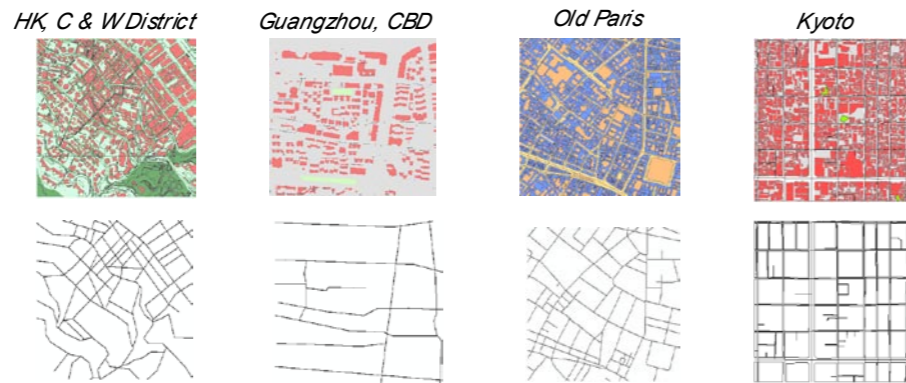 HK, C & W District
Guangzhou, CBD
Old Paris
Kyoto